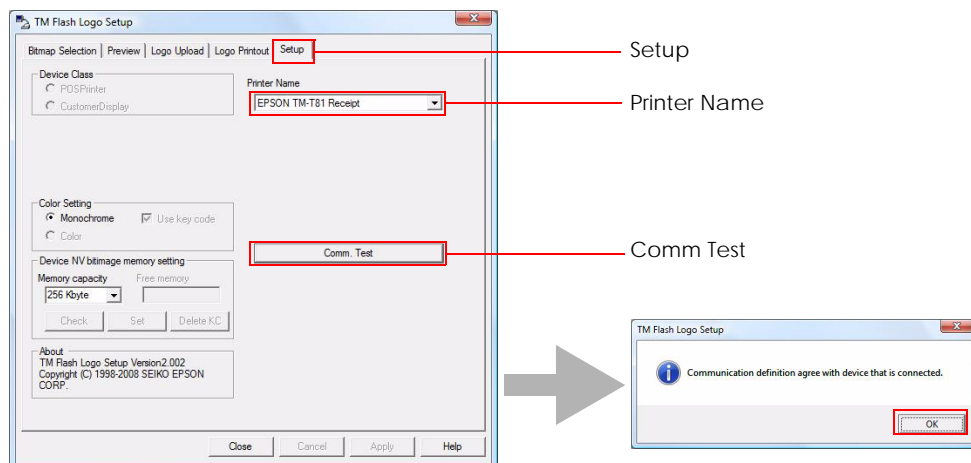 TM Flash Logo Setup
Bitmap Selection Preview Logo Upload Logo Printout Setup
Setup
Device Class
POSPrinter
CustomerDisplay
Printer Name
EPSON TM-T81 Receipt
Printer Name
Color Setting
Monochrome Use key code
Color
Comm. Test
Comm Test
Device NV bitimage memory setting
Memory capacity Free memory
256 Kbyte
Check Set Delete KC
About
TM Flash Logo Setup Version2.002
Copyright (C) 1998-2008 SEIKO EPSON
CORP.
Close Cancel Apply Help
TM Flash Logo Setup
Communication definition agree with device that is connected.
OK